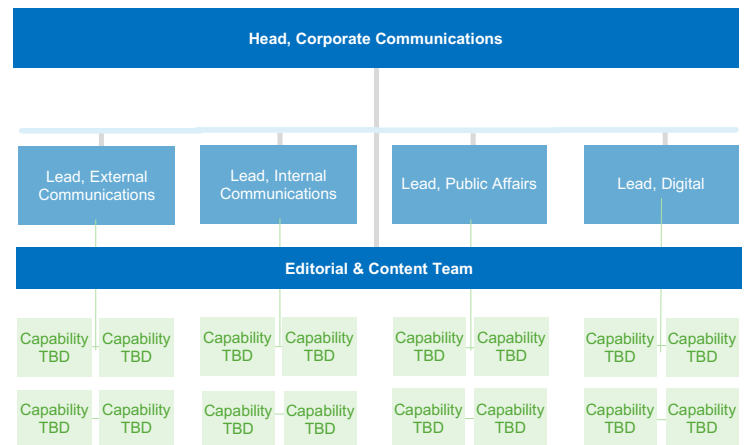 Head, Corporate Communications
Lead, External
Communications
Lead, Internal
Communications
Lead, Public Affairs
Lead, Digital
Editorial & Content Team
Capability
TBD
Capability
TBD
Capability
TBD
Capability
TBD
Capability
TBD
Capability
TBD
Capability
TBD
Capability
TBD
Capability
TBD
Capability
TBD
Capability
TBD
Capability
TBD
Capability
TBD
Capability
TBD
Capability
TBD
Capability
TBD